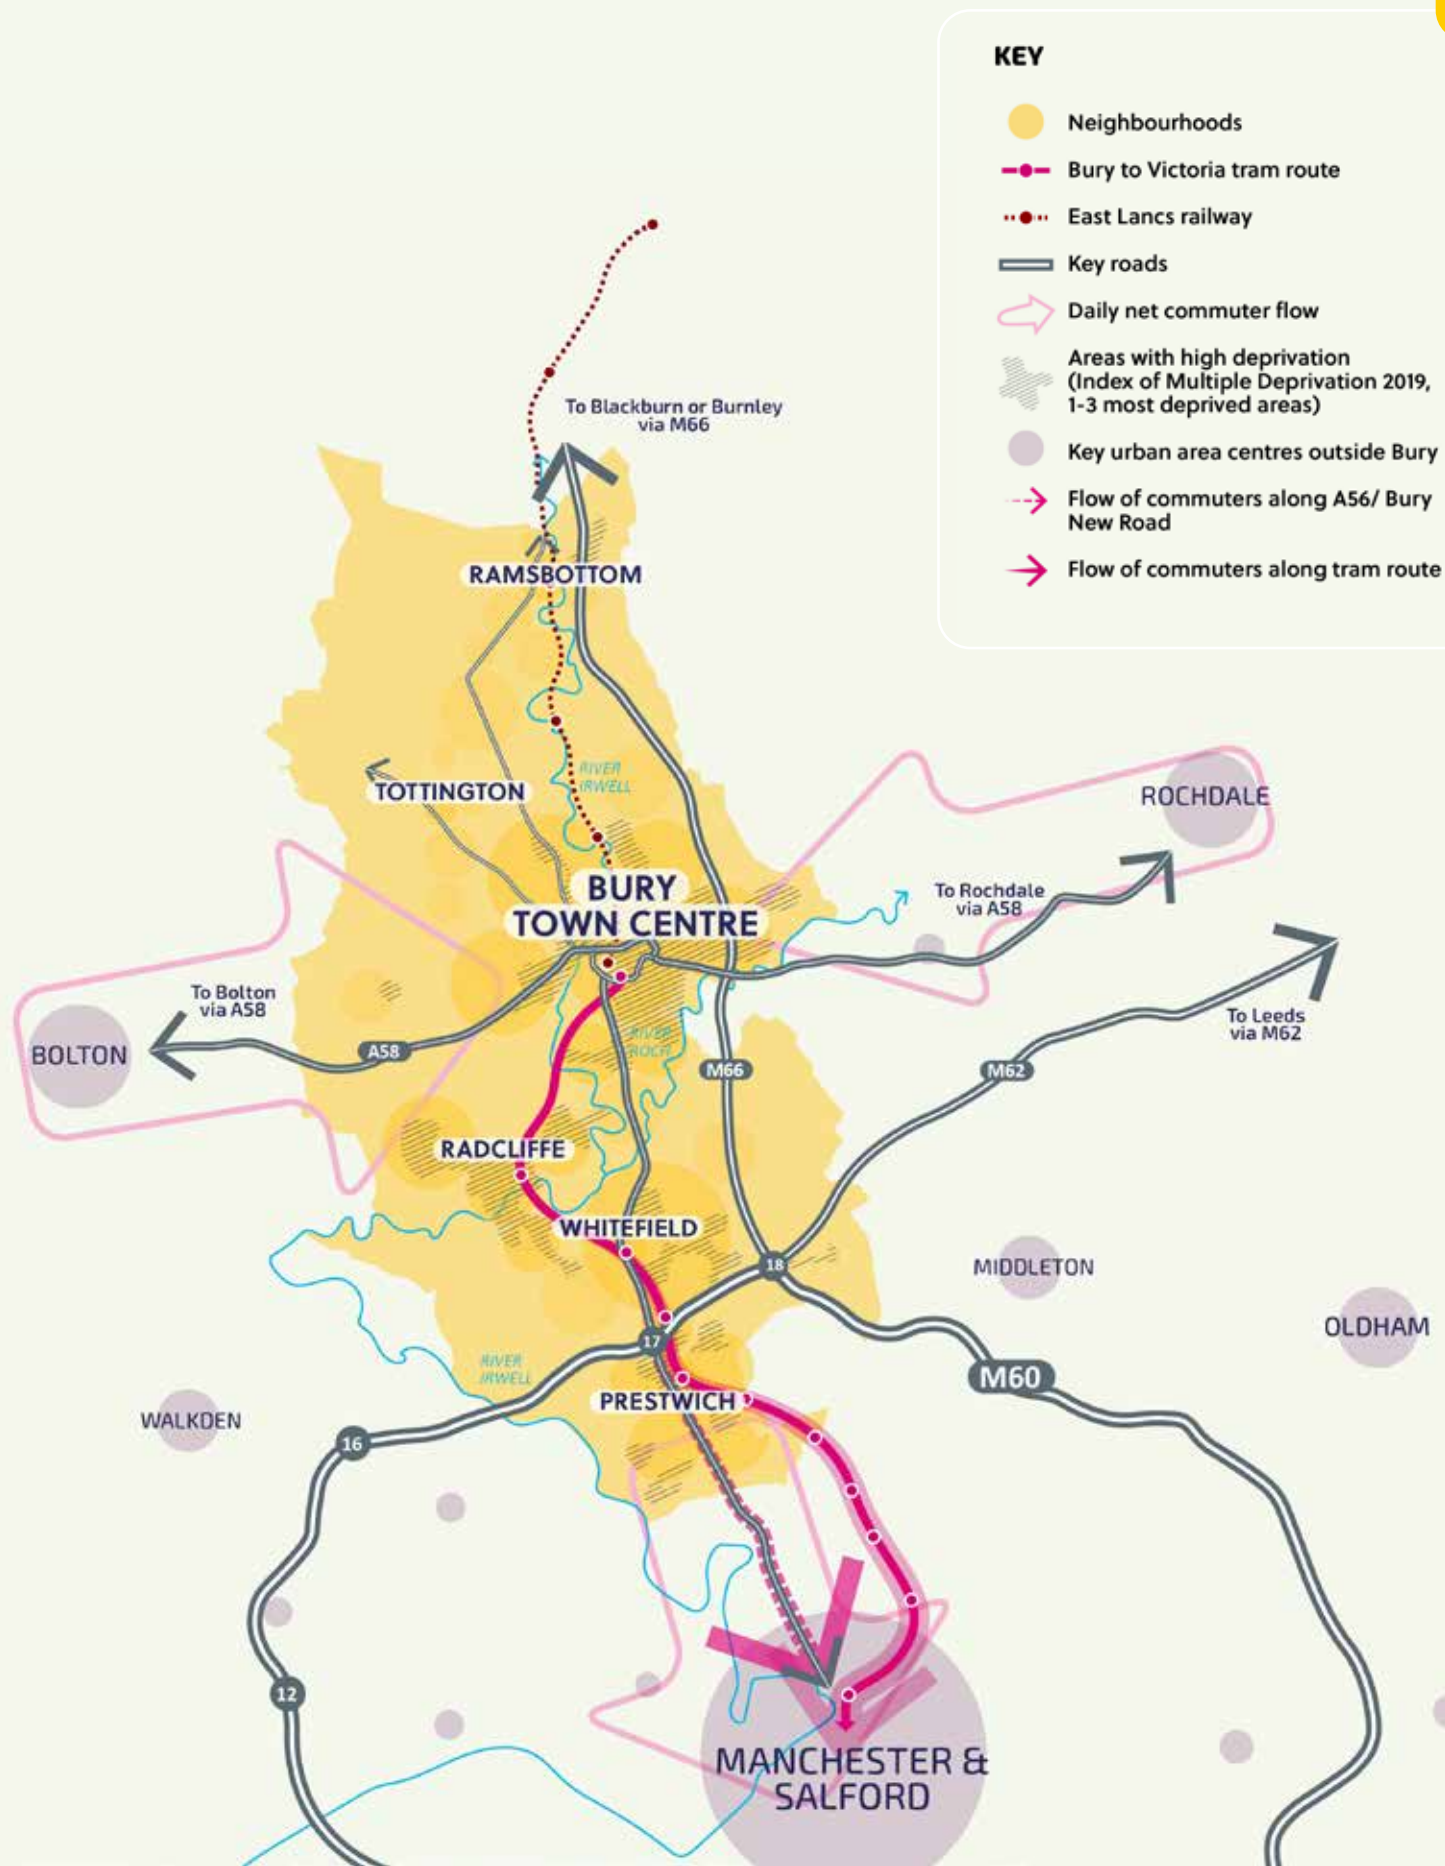 KEY
Neighbourhoods
Bury to Victoria tram route
East Lancs railway
Key roads
Daily net commuter flow
Areas with high deprivation
(Index of Multiple Deprivation 2019,
1-3 most deprived areas)
Key urban area centres outside Bury
Flow of commuters along A56/ Bury
New Road
Flow of commuters along tram route
To Blackburn or Burnley
via M66
RAMSBOTTOM
RIVER
IRWELL
TOTTINGTON
ROCHDALE
BURY
TOWN CENTRE
To Rochdale
via A58
To Bolton
via A58
BOLTON
A58
RIVER
ROCH
M66
M62
To Leeds
via M62
RADCLIFFE
WHITEFIELD
18
MIDDLETON
OLDHAM
17
RIVER
IRWELL
M60
PRESTWICH
WALKDEN
16
12
MANCHESTER &
SALFORD